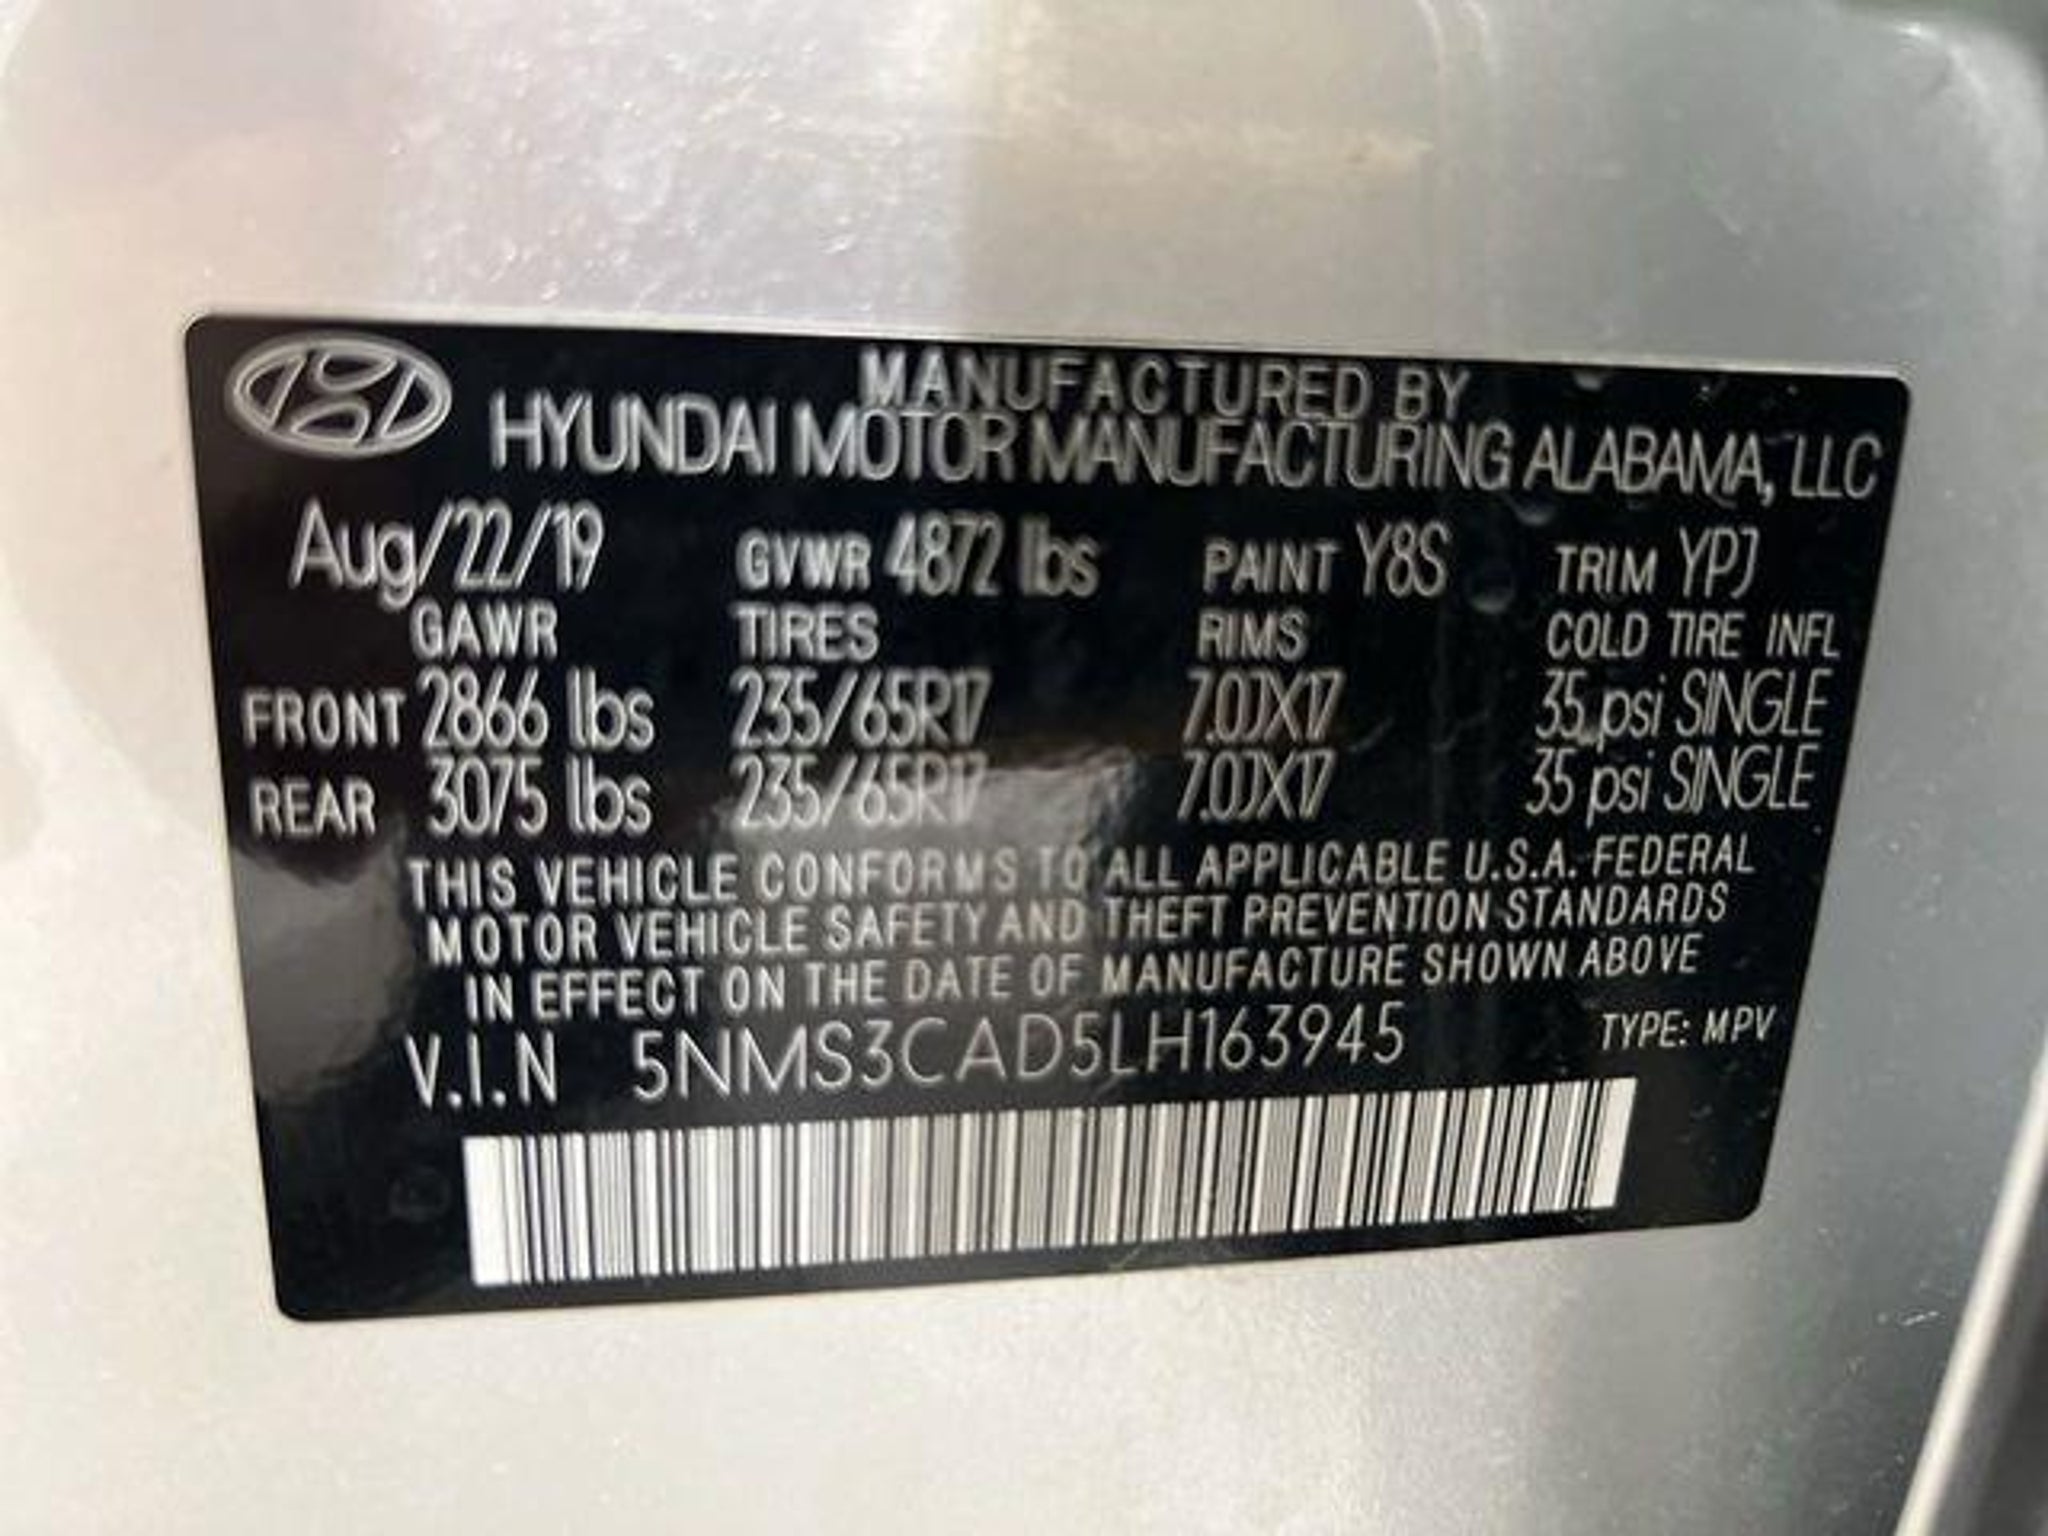 MANUFACTURED BY
HYUNDAI MOTOR MANUFACTURING ALABAMA, LLC
Aug/22/19 GVWR 4872 lbs PAINT Y8S TRIM YPJ
GAWR TIRES RIMS COLD TIRE INFL
FRONT 2866 lbs 235/65R17 7.0JX17 35 psi SINGLE
REAR 3075 lbs 235/65R17 7.0JX17 35 psi SINGLE
THIS VEHICLE CONFORMS TO ALL APPLICABLE U.S.A. FEDERAL
MOTOR VEHICLE SAFETY AND THEFT PREVENTION STANDARDS
IN EFFECT ON THE DATE OF MANUFACTURE SHOWN ABOVE
V.I.N 5NMS3CAD5LH163945 TYPE: MPV